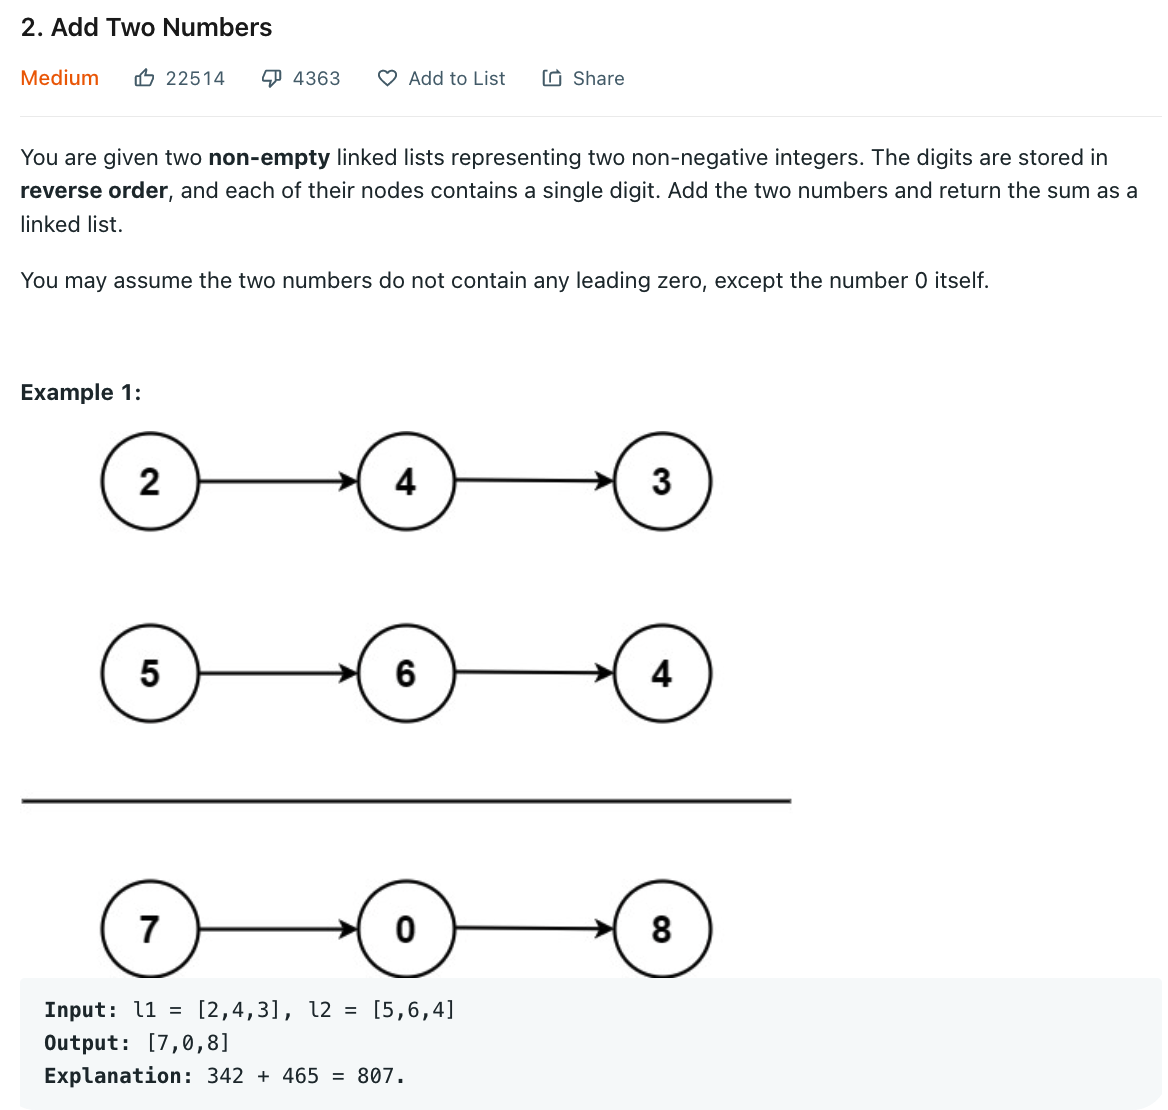 2. Add Two Numbers
Medium 22514 4363 Add to List Share
You are given two non-empty linked lists representing two non-negative integers. The digits are stored in
reverse order, and each of their nodes contains a single digit. Add the two numbers and return the sum as a
linked list.
You may assume the two numbers do not contain any leading zero, except the number 0 itself.
Example 1:
2 4 3
5 6 4
7 0 8
Input: l1 = [2,4,3], l2 = [5,6,4]
Output: [7,0,8]
Explanation: 342 + 465 = 807.